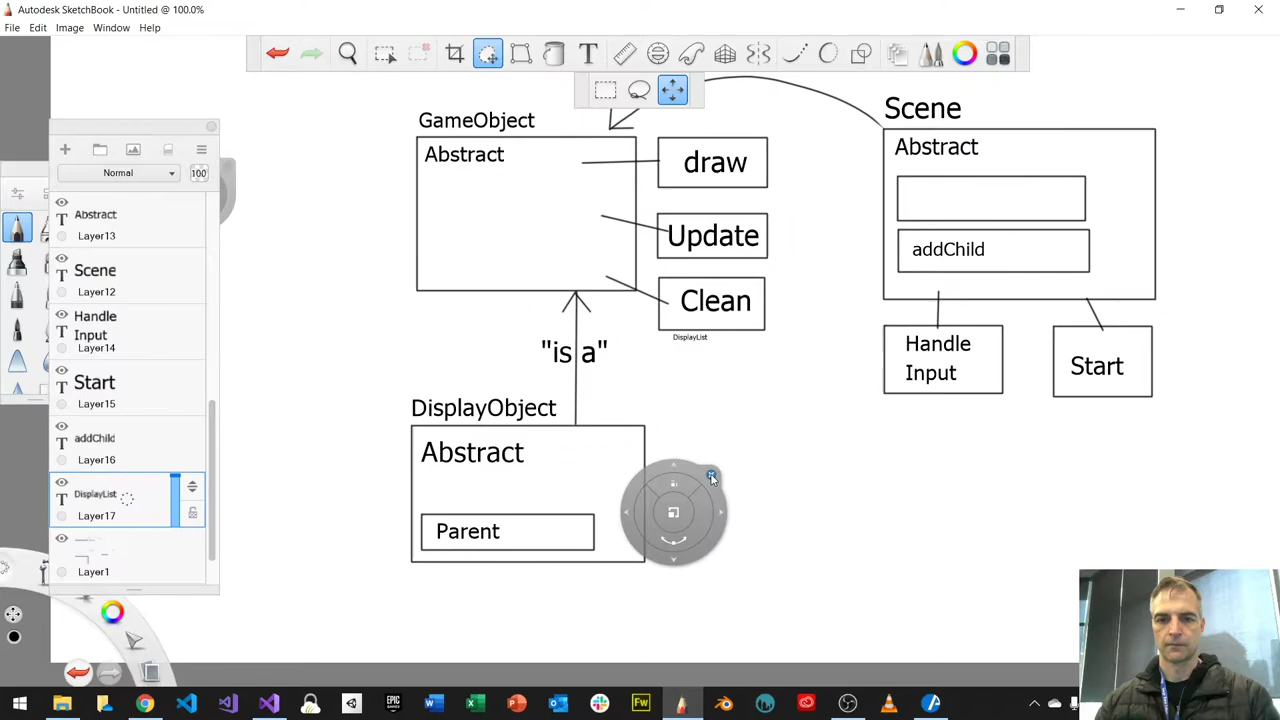 Autodesk SketchBook - Untitled @ 100.0%
File Edit Image Window Help
Normal
100
Abstract
Layer13
Scene
Layer12
Handle
Input
Layer14
Start
Layer15
addChild
Layer16
DisplayList
Layer17
Layer1
GameObject
Abstract
draw
Update
Clean
DisplayList
"is a"
DisplayObject
Abstract
Parent
Scene
Abstract
addChild
Handle
Input
Start